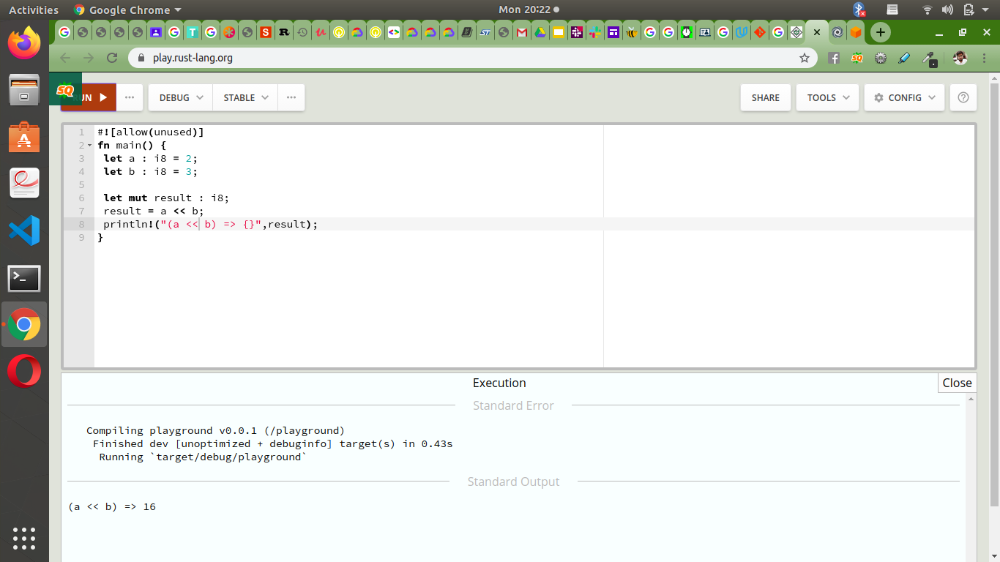 Activities Google Chrome Mon 20:22
play.rust-lang.org
RUN DEBUG STABLE SHARE TOOLS CONFIG
SQ
1 #![allow(unused)]
2 fn main() {
3 let a : i8 = 2;
4 let b : i8 = 3;
5
6 let mut result : i8;
7 result = a << b;
8 println!("(a << b) => {}",result);
9 }
Execution Close
Standard Error
Compiling playground v0.0.1 (/playground)
Finished dev [unoptimized + debuginfo] target(s) in 0.43s
Running `target/debug/playground`
Standard Output
(a << b) => 16